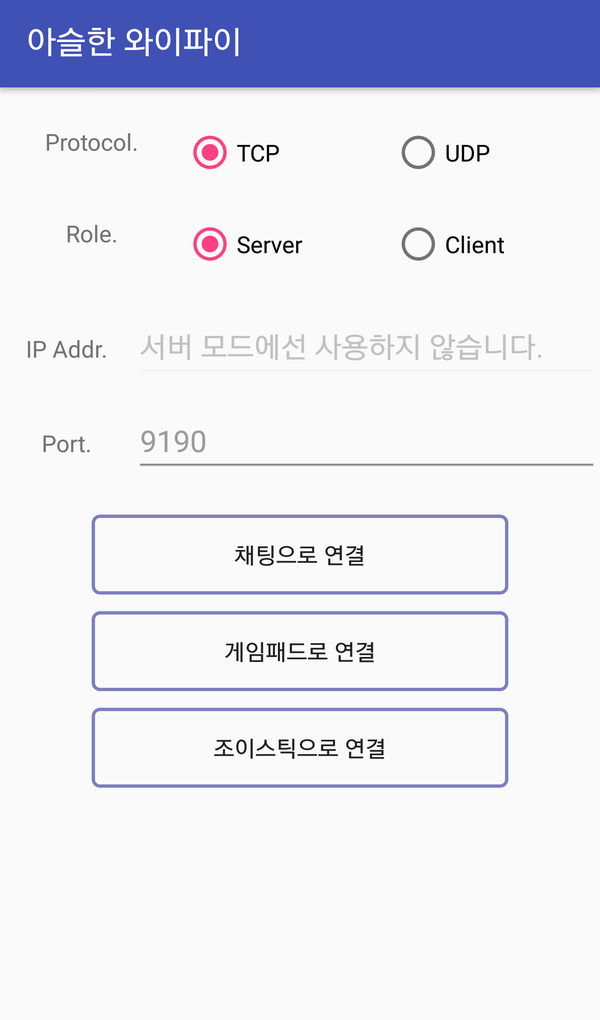 아슬한 와이파이
Protocol. TCP UDP
Role. Server Client
IP Addr. 서버 모드에선 사용하지 않습니다.
Port. 9190
채팅으로 연결
게임패드로 연결
조이스틱으로 연결